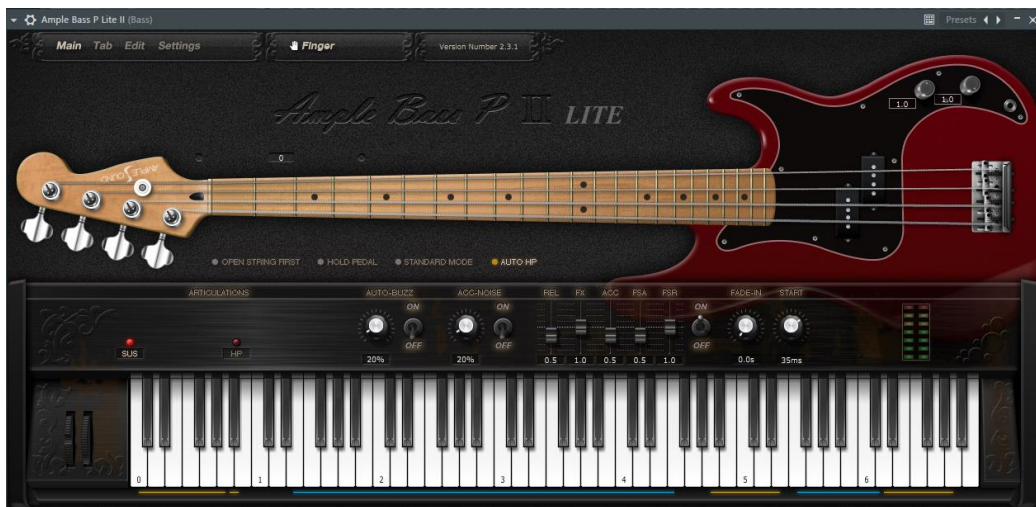 Ample Bass P Lite II (Bass)
Presets
Main Tab Edit Settings
Finger
Version Number 2.3.1
Ample Bass P II LITE
1.0 1.0
0
AMPLE SOUND
OPEN STRING FIRST HOLD PEDAL STANDARD MODE AUTO HP
ARTICULATIONS AUTO-BUZZ ACC-NOISE REL FX ACC FSA FSR FADE-IN START
ON ON ON
OFF OFF OFF
SUS HP
20% 20% 0.5 1.0 0.5 0.5 1.0 0.0s 35ms
0 1 2 3 4 5 6